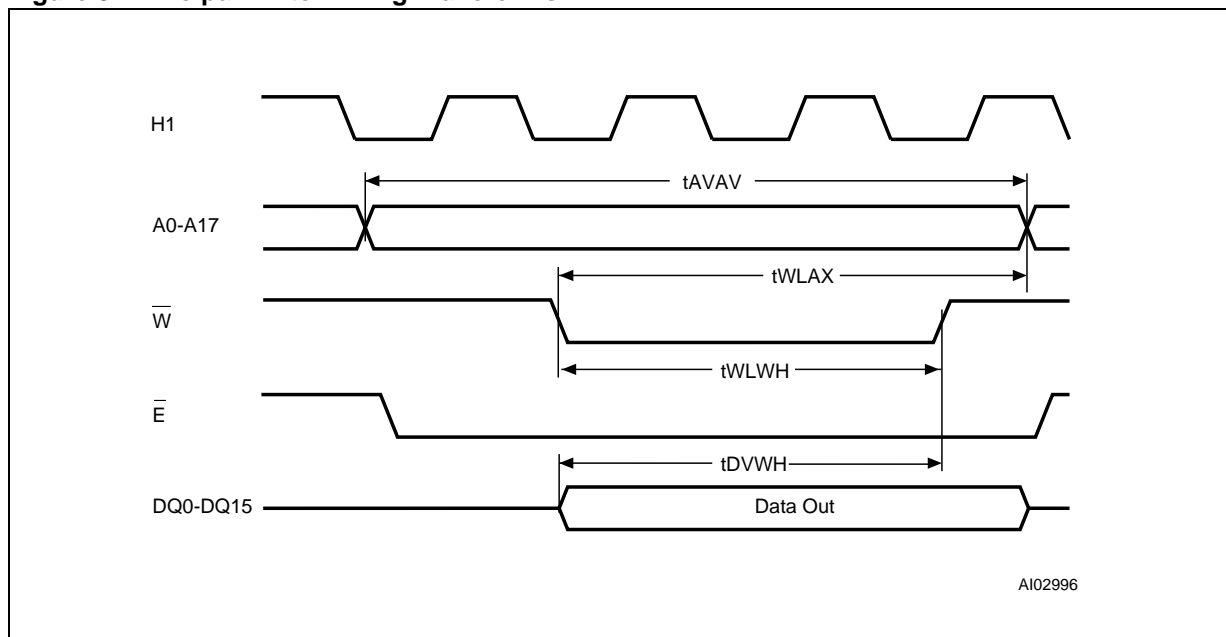 H1
tAVAV
A0-A17
tWLAX
W
tWLWH
E
tDVWH
DQ0-DQ15
Data Out
AI02996